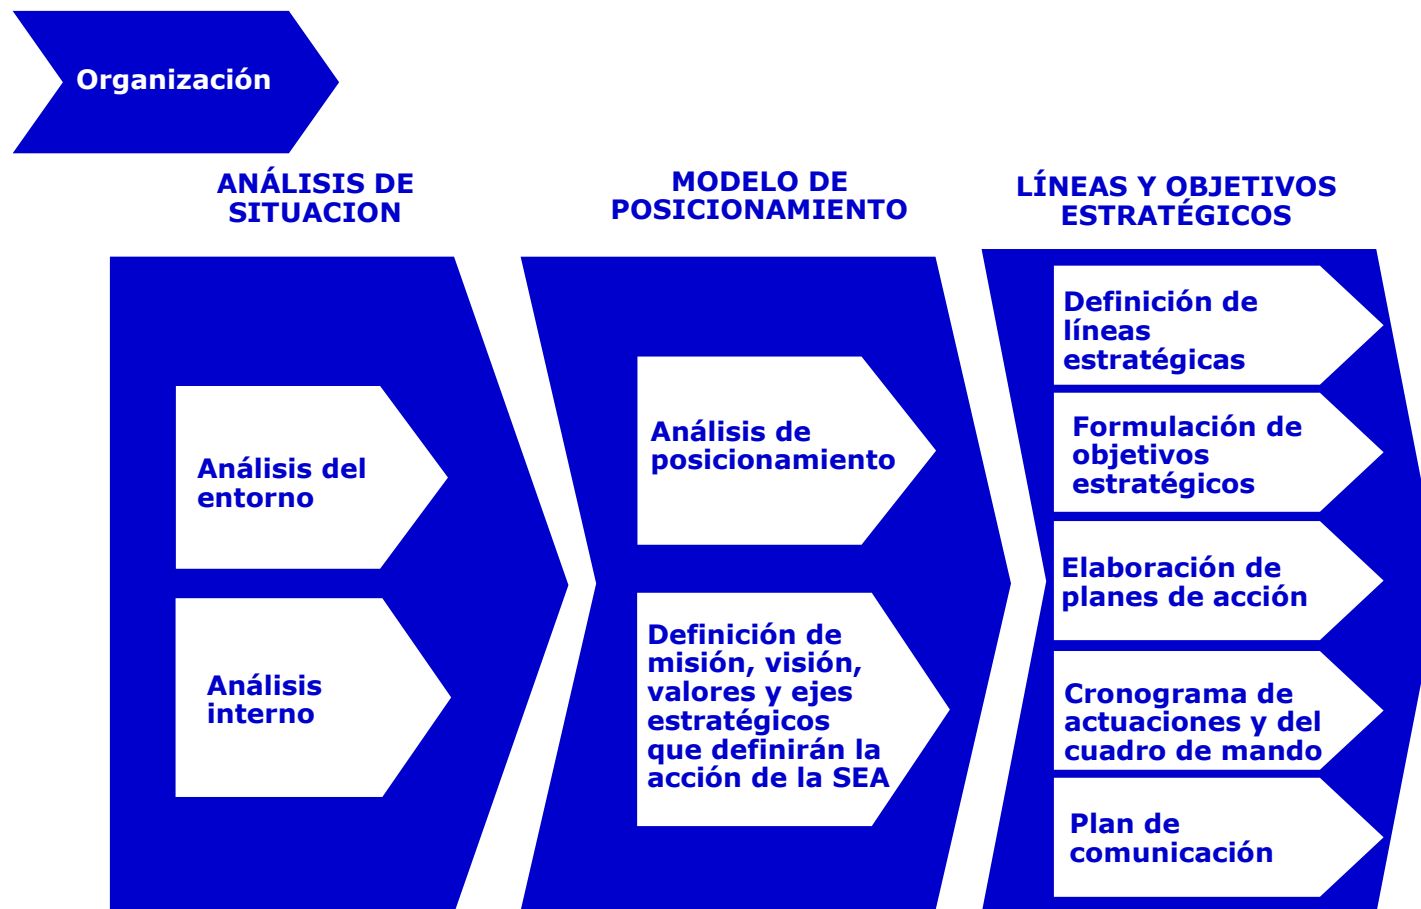 Organización
ANÁLISIS DE
SITUACION
MODELO DE
POSICIONAMIENTO
LÍNEAS Y OBJETIVOS
ESTRATÉGICOS
Análisis del
entorno
Análisis
interno
Análisis de
posicionamiento
Definición de
misión, visión,
valores y ejes
estratégicos
que definirán la
acción de la SEA
Definición de
líneas
estratégicas
Formulación de
objetivos
estratégicos
Elaboración de
planes de acción
Cronograma de
actuaciones y del
cuadro de mando
Plan de
comunicación